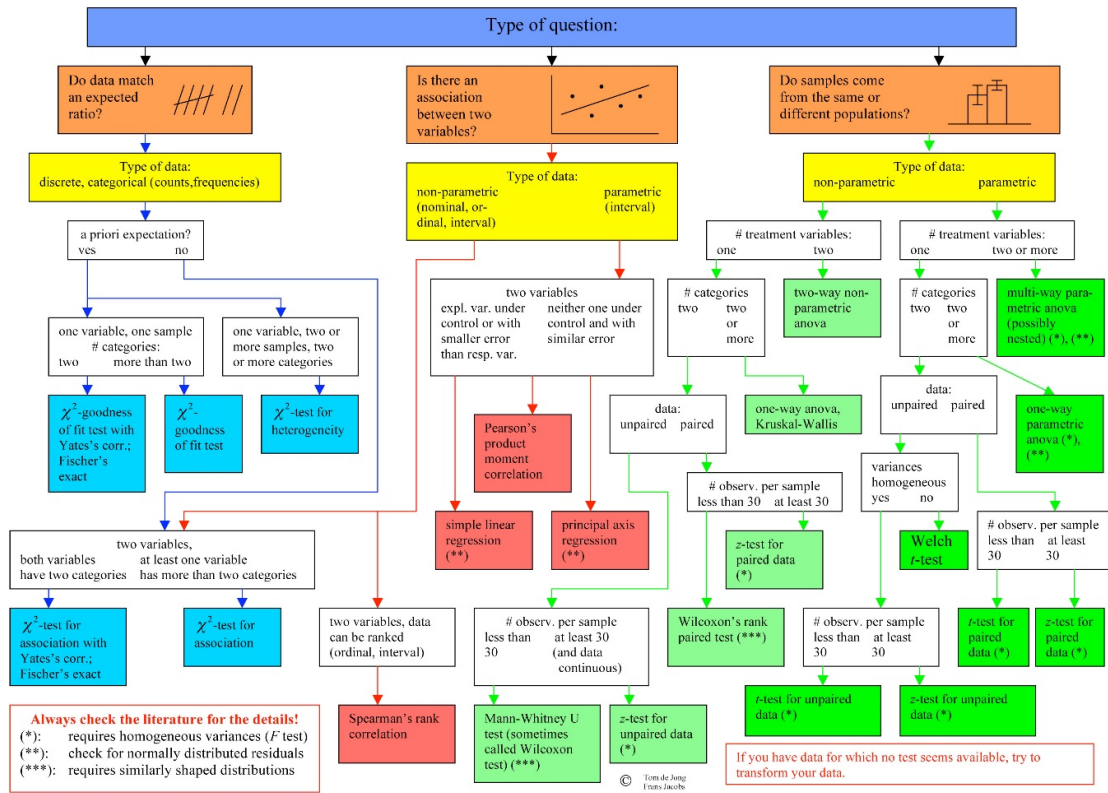 Type of question:
Do data match
an expected
ratio?
Is there an
association
between two
variables?
Do samples come
from the same or
different populations?
Type of data:
discrete, categorical (counts,frequencies)
Type of data:
non-parametric parametric
(nominal, or- (interval)
dinal, interval)
Type of data:
non-parametric parametric
a priori expectation?
yes no
# treatment variables:
one two
# treatment variables:
one two or more
one variable, one sample
# categories:
two more than two
one variable, two or
more samples, two
or more categories
two variables
expl. var. under neither one under
control or with control and with
smaller error similar error
than resp. var.
# categories
two two
or
more
two-way non-
parametric
anova
# categories
two two
or
more
multi-way para-
metric anova
(possibly
nested) (*), (**)
χ²-goodness
of fit test with
Yates's corr.;
Fischer's
exact
χ²-
goodness
of fit test
χ²-test for
heterogeneity
Pearson's
product
moment
correlation
data:
unpaired paired
one-way anova,
Kruskal-Wallis
data:
unpaired paired
one-way
parametric
anova (*),
(**)
# observ. per sample
less than 30 at least 30
variances
homogeneous
yes no
simple linear
regression
(**)
principal axis
regression
(**)
z-test for
paired data
(*)
Welch
t-test
# observ. per sample
less than at least
30 30
two variables,
both variables at least one variable
have two categories has more than two categories
χ²-test for
association with
Yates's corr.;
Fischer's exact
χ²-test for
association
two variables, data
can be ranked
(ordinal, interval)
# observ. per sample
less than at least 30
30 (and data
continuous)
Wilcoxon's rank
paired test (***)
# observ. per sample
less than at least
30 30
t-test for
paired
data (*)
z-test for
paired
data (*)
Spearman's rank
correlation
Mann-Whitney U
test (sometimes
called Wilcoxon
test) (***)
z-test for
unpaired data
(*)
t-test for unpaired
data (*)
z-test for unpaired
data (*)
Always check the literature for the details!
(*): requires homogeneous variances (F test)
(**): check for normally distributed residuals
(***): requires similarly shaped distributions
© Tom de Jong
Frans Jacobs
If you have data for which no test seems available, try to
transform your data.